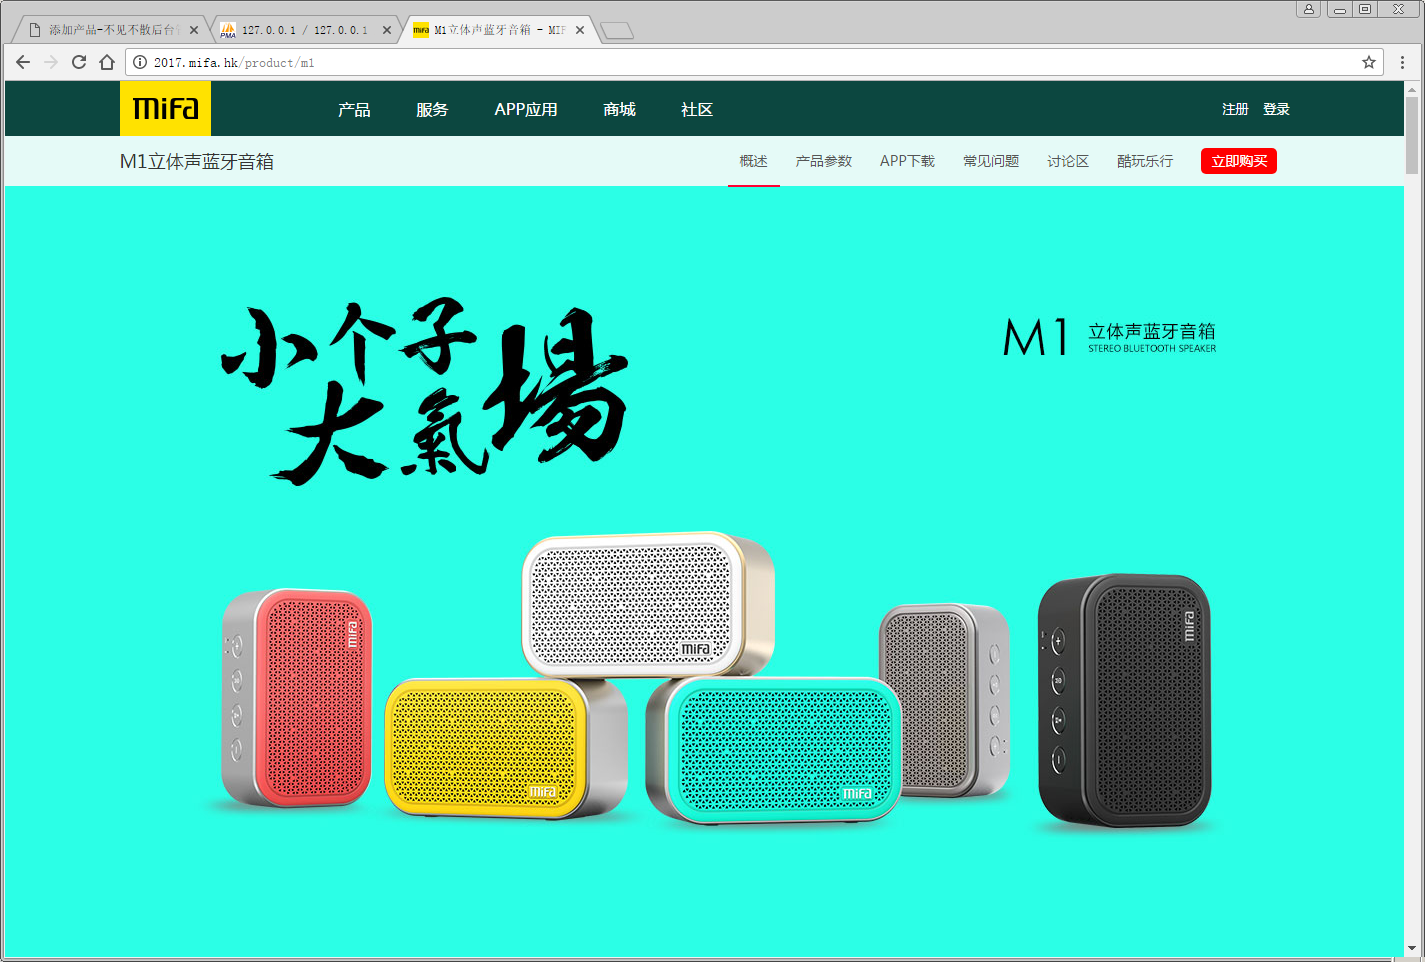 添加产品-不见不散后台
127.0.0.1 / 127.0.0.1
M1立体声蓝牙音箱 - MIF
2017.mifa.hk/product/m1
mifa 产品 服务 APP应用 商城 社区 注册 登录
M1立体声蓝牙音箱 概述 产品参数 APP下载 常见问题 讨论区 酷玩乐行 立即购买
小个子
大氣場
M1 立体声蓝牙音箱
STEREO BLUETOOTH SPEAKER
mifa
mifa
mifa
mifa
mifa